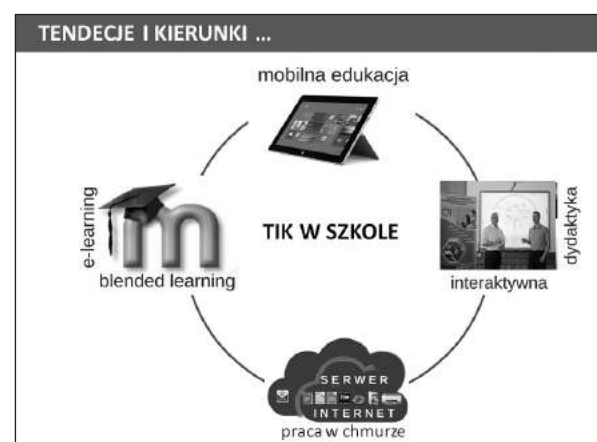 TENDECJE I KIERUNKI ...
mobilna edukacja
e-learning
m
blended learning
TIK W SZKOLE
dydaktyka
interaktywna
SERWER
INTERNET
praca w chmurze